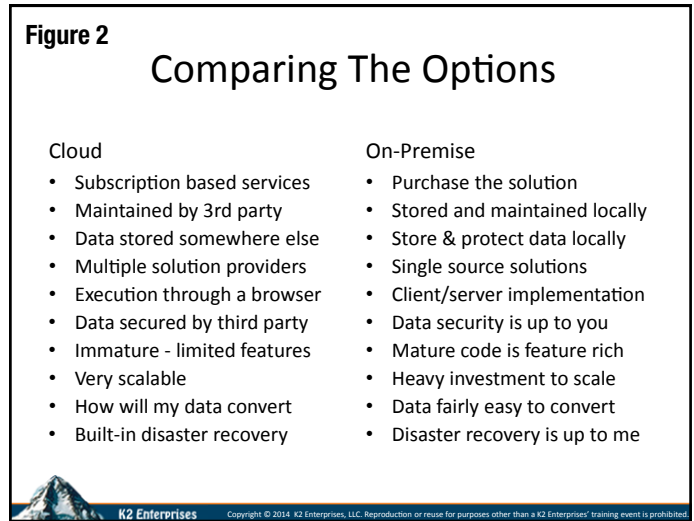 Figure 2
Comparing The Options
Cloud
• Subscription based services
• Maintained by 3rd party
• Data stored somewhere else
• Multiple solution providers
• Execution through a browser
• Data secured by third party
• Immature - limited features
• Very scalable
• How will my data convert
• Built-in disaster recovery
On-Premise
• Purchase the solution
• Stored and maintained locally
• Store & protect data locally
• Single source solutions
• Client/server implementation
• Data security is up to you
• Mature code is feature rich
• Heavy investment to scale
• Data fairly easy to convert
• Disaster recovery is up to me
K2 Enterprises
Copyright © 2014 K2 Enterprises, LLC. Reproduction or reuse for purposes other than a K2 Enterprises' training event is prohibited.